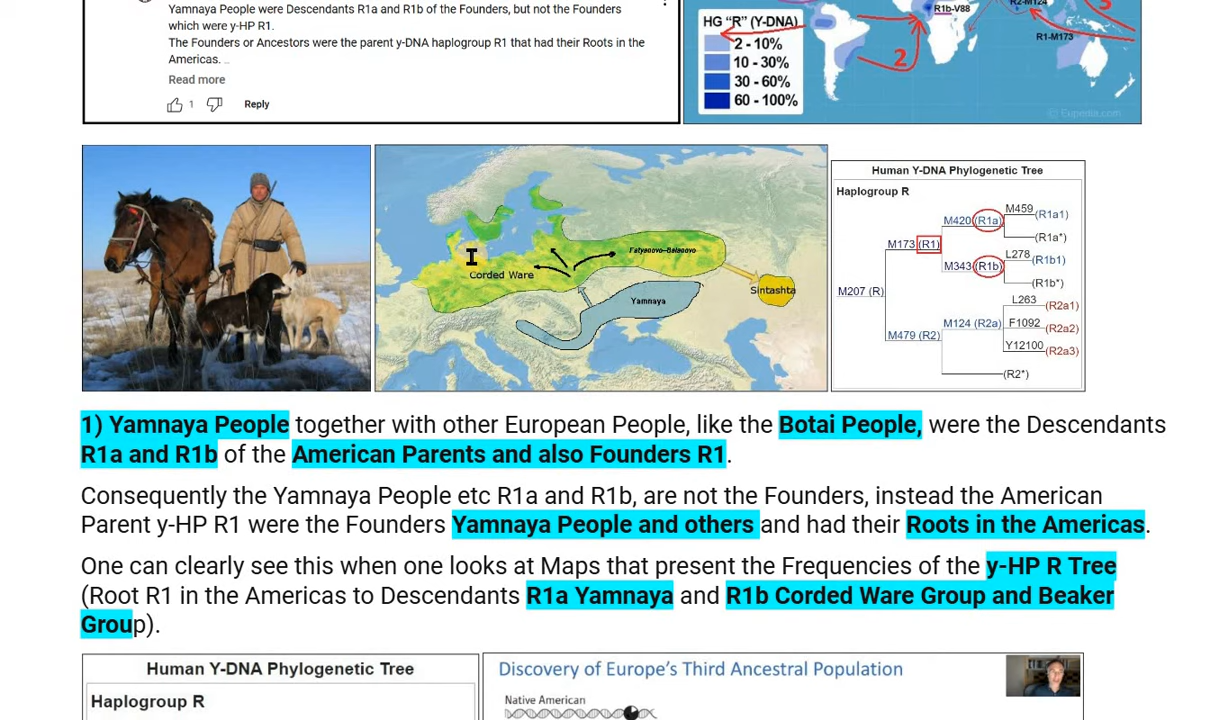 Yamnaya People were Descendants R1a and R1b of the Founders, but not the Founders
which were y-HP R1.
The Founders or Ancestors were the parent y-DNA haplogroup R1 that had their Roots in the
Americas. ...
Read more
1
Reply
R1b-V88
R2-M124
3
HG “R” (Y-DNA)
2 - 10%
10 - 30%
30 - 60%
60 - 100%
2
R1-M173
© Eupedia.com
Fatyanovo–Balanovo
Corded Ware
Sintashta
Yamnaya
Human Y-DNA Phylogenetic Tree
Haplogroup R
M459
(R1a1)
M420 (R1a)
(R1a*)
M173 (R1)
L278
(R1b1)
M343 (R1b)
(R1b*)
M207 (R)
L263
(R2a1)
M124 (R2a)
F1092
(R2a2)
M479 (R2)
Y12100
(R2a3)
(R2*)
1) Yamnaya People together with other European People, like the Botai People, were the Descendants
R1a and R1b of the American Parents and also Founders R1.
Consequently the Yamnaya People etc R1a and R1b, are not the Founders, instead the American
Parent y-HP R1 were the Founders Yamnaya People and others and had their Roots in the Americas.
One can clearly see this when one looks at Maps that present the Frequencies of the y-HP R Tree
(Root R1 in the Americas to Descendants R1a Yamnaya and R1b Corded Ware Group and Beaker
Group).
Human Y-DNA Phylogenetic Tree
Haplogroup R
Discovery of Europe’s Third Ancestral Population
Native American